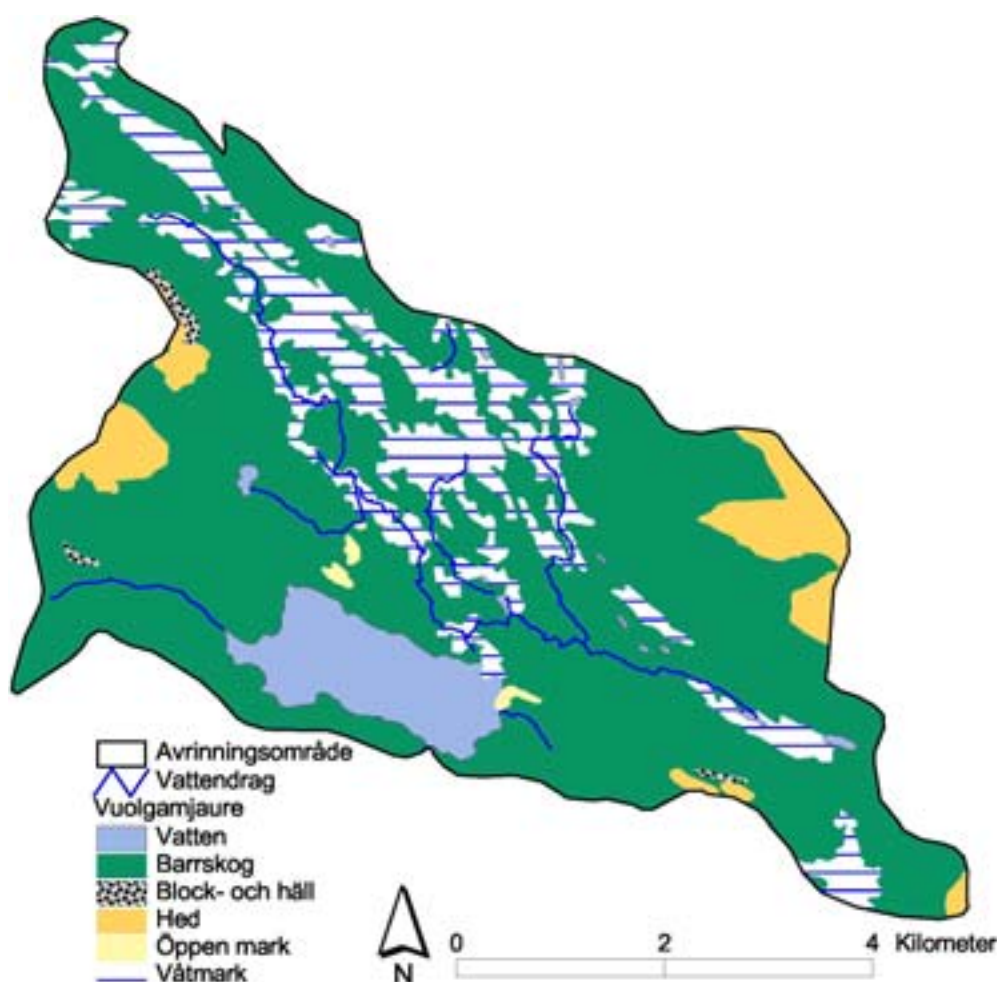 Avrinningsområde
Vattendrag
Vuolgamjaure
Vatten
Barrskog
Block- och häll
Hed
Öppen mark
Våtmark
N
0 2 4 Kilometer